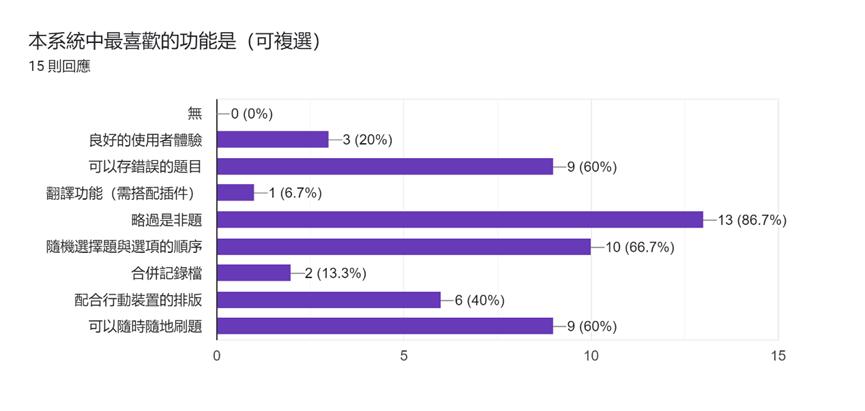 本系統中最喜歡的功能是（可複選）
15 則回應
無
0 (0%)
良好的使用者體驗
3 (20%)
可以存錯誤的題目
9 (60%)
翻譯功能（需搭配插件）
1 (6.7%)
略過是非題
13 (86.7%)
隨機選擇題與選項的順序
10 (66.7%)
合併記錄檔
2 (13.3%)
配合行動裝置的排版
6 (40%)
可以隨時隨地刷題
9 (60%)
0
5
10
15